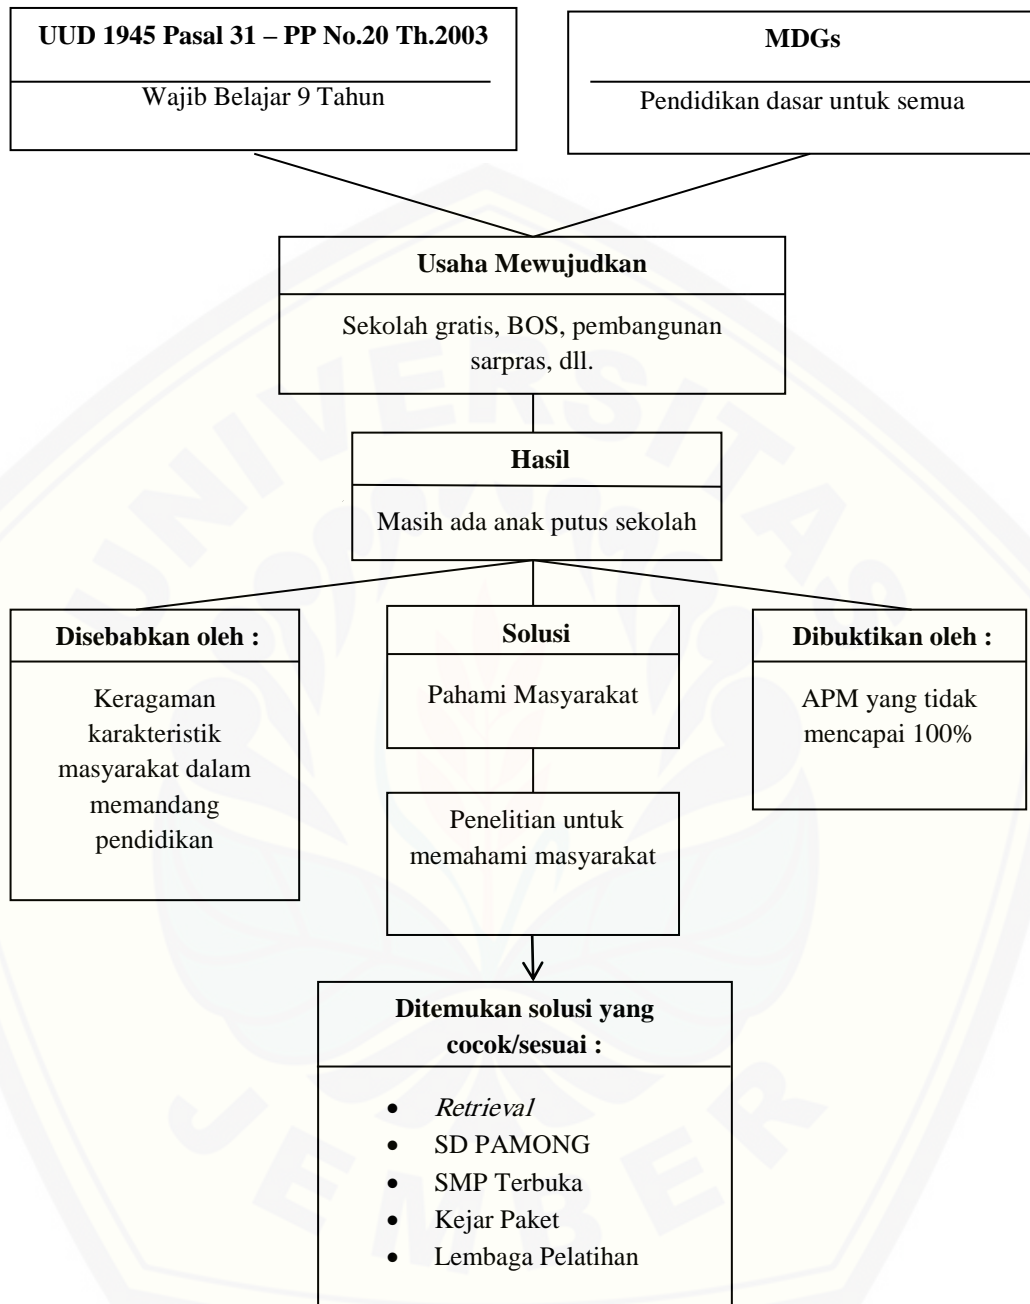 UUD 1945 Pasal 31 – PP No.20 Th.2003
Wajib Belajar 9 Tahun
MDGs
Pendidikan dasar untuk semua
Usaha Mewujudkan
Sekolah gratis, BOS, pembangunan
sarpras, dll.
Hasil
Masih ada anak putus sekolah
Disebabkan oleh :
Keragaman
karakteristik
masyarakat dalam
memandang
pendidikan
Solusi
Pahami Masyarakat
Penelitian untuk
memahami masyarakat
Dibuktikan oleh :
APM yang tidak
mencapai 100%
Ditemukan solusi yang
cocok/sesuai :
• Retrieval
• SD PAMONG
• SMP Terbuka
• Kejar Paket
• Lembaga Pelatihan
UNIVERSITAS
JEMBER